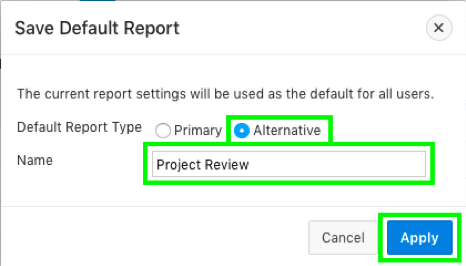 Save Default Report
The current report settings will be used as the default for all users.
Default Report Type Primary Alternative
Name Project Review
Cancel Apply